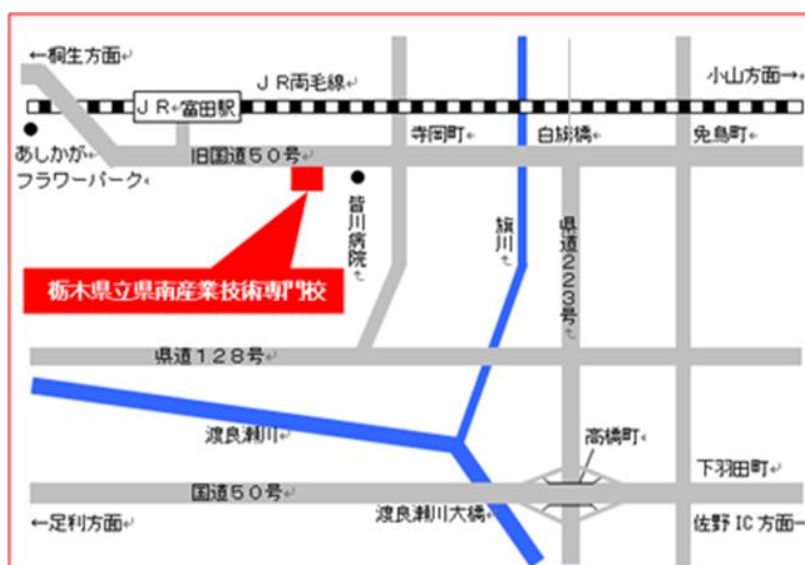 ←桐生方面
JR両毛線
小山方面→
JR 富田駅
寺岡町
白旗橋
免鳥町
あしかが
フラワーパーク
旧国道50号
皆川病院
旗川
県道223号
栃木県立県南産業技術専門校
県道128号
渡良瀬川
高橋町
下羽田町
国道50号
渡良瀬川大橋
←足利方面
佐野IC方面→